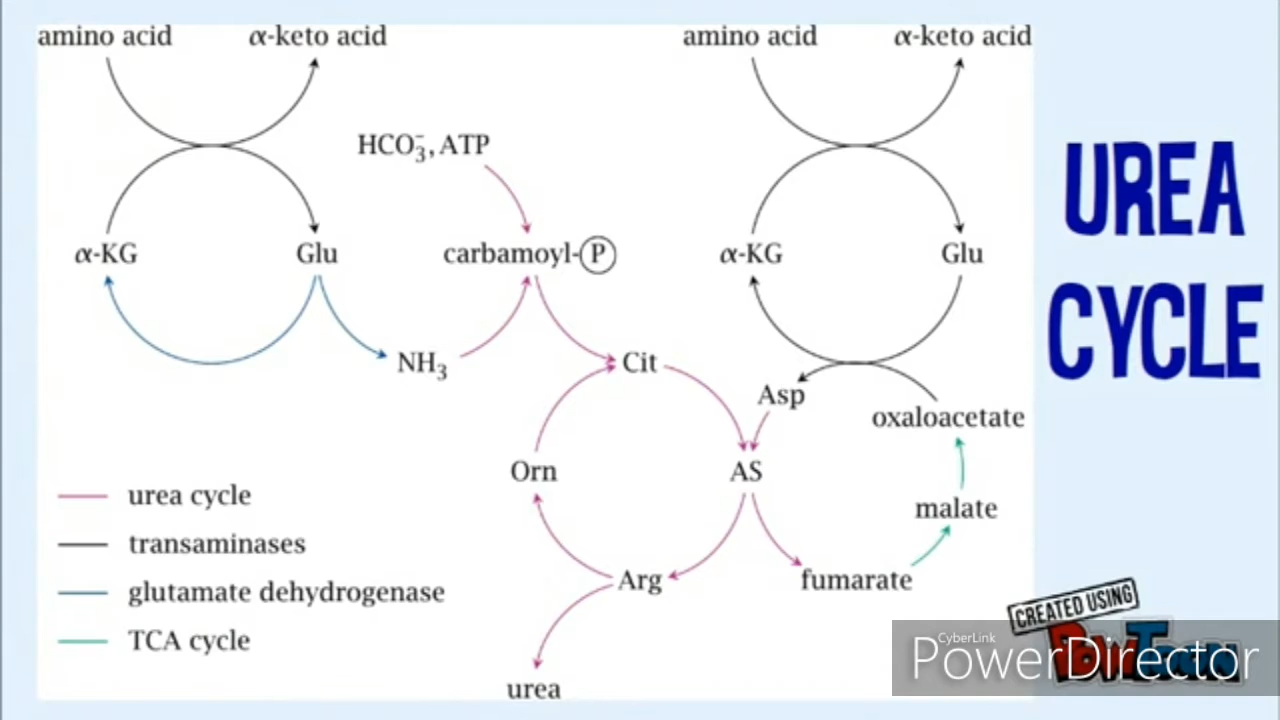 amino acid
α-keto acid
amino acid
α-keto acid
HCO₃⁻, ATP
α-KG
Glu
carbamoyl-P
α-KG
Glu
NH₃
Cit
Asp
oxaloacetate
Orn
AS
malate
Arg
fumarate
urea
urea cycle
transaminases
glutamate dehydrogenase
TCA cycle
UREA
CYCLE
CREATED USING
POWTOON
CyberLink
PowerDirector